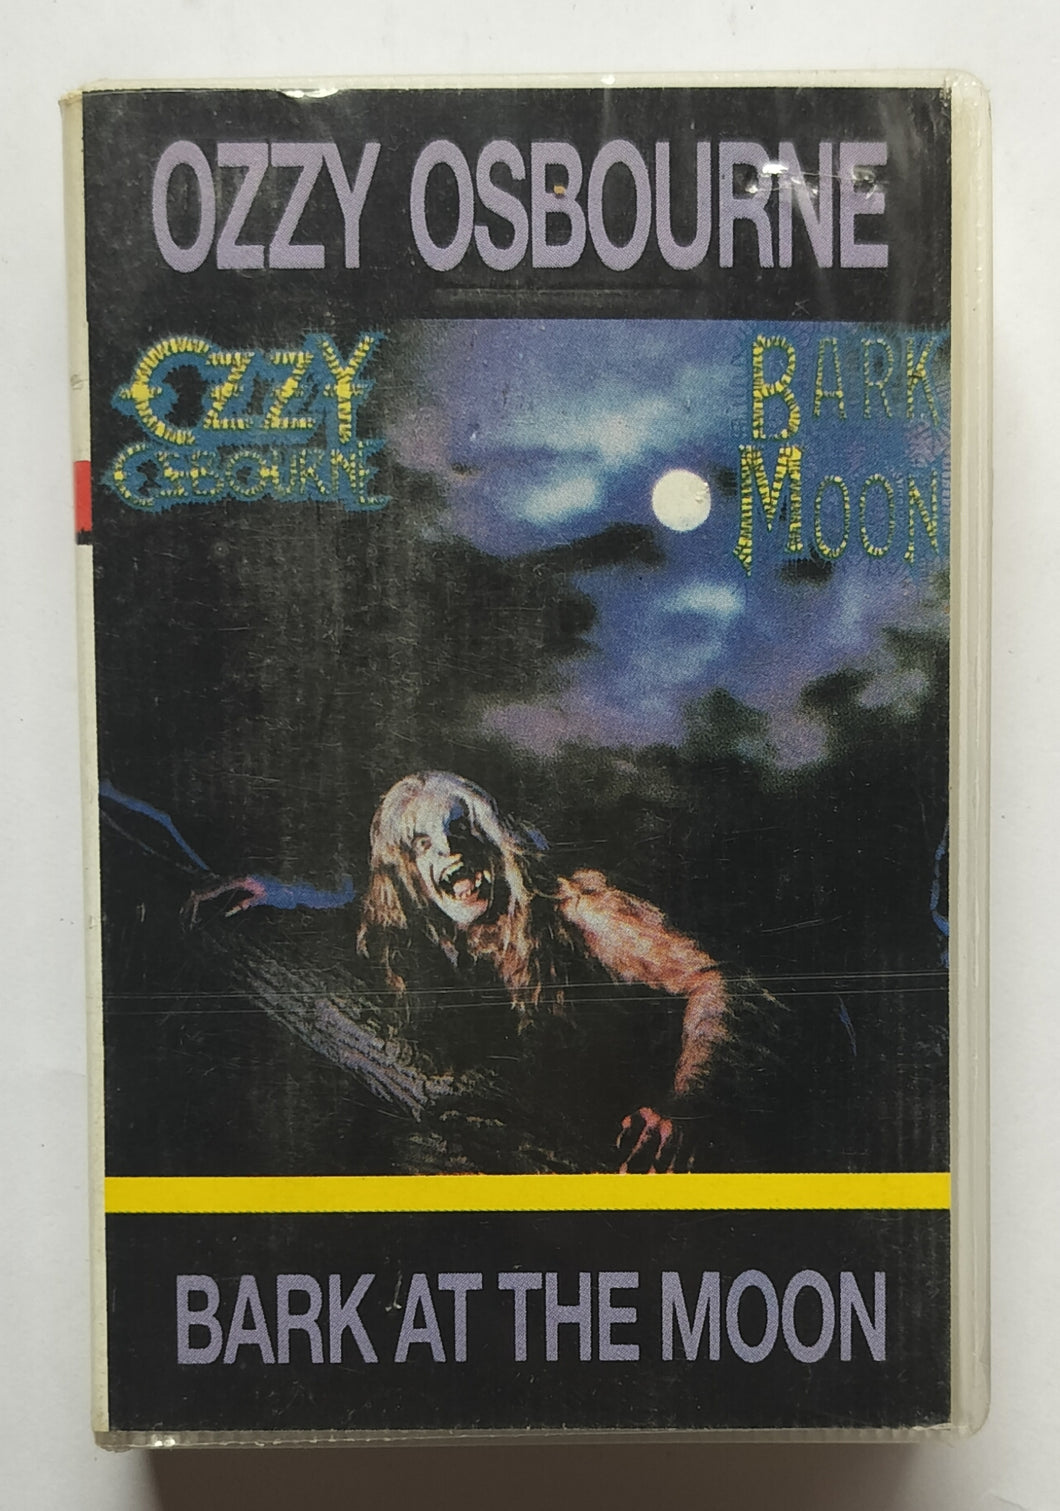 OZZY OSBOURNE
OZZY
OSBOURNE
BARK
MOON
BARK AT THE MOON